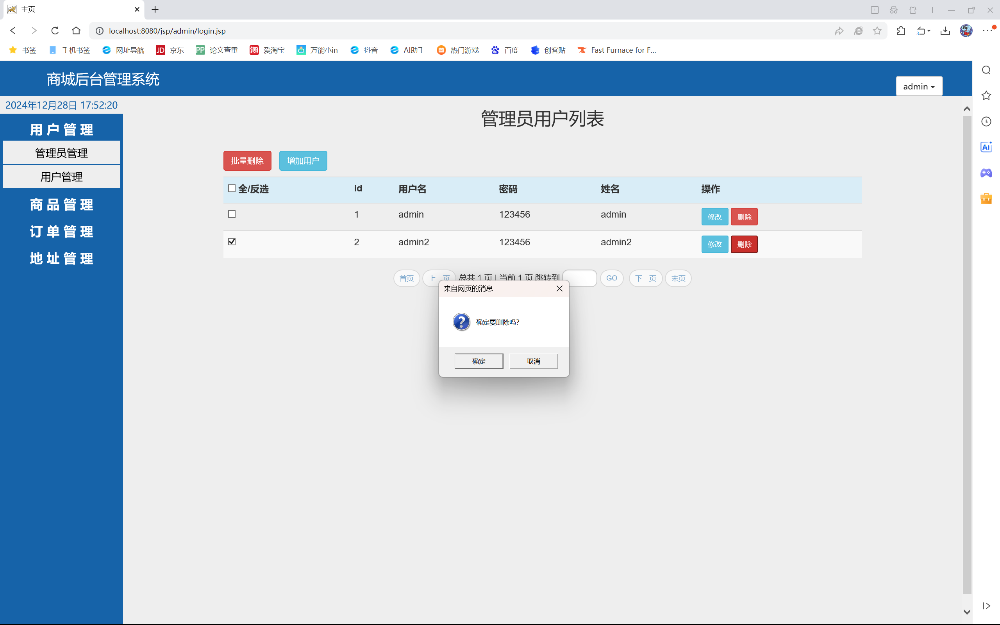 主页
localhost:8080/jsp/admin/login.jsp
书签 手机书签 网址导航 JD 京东 PP 论文查重 淘 爱淘宝 万能小in 抖音 AI助手 热门游戏 du 百度 创客贴 Fast Furnace for F...
商城后台管理系统
admin
2024年12月28日 17:52:20
用户管理
管理员管理
用户管理
商品管理
订单管理
地址管理
管理员用户列表
批量删除 增加用户
全/反选 id 用户名 密码 姓名 操作
1 admin 123456 admin 修改 删除
2 admin2 123456 admin2 修改 删除
首页 上一页 总共 1 页 | 当前 1 页 跳转到 GO 下一页 末页
来自网页的消息
确定要删除吗?
确定 取消
Ai
3
1